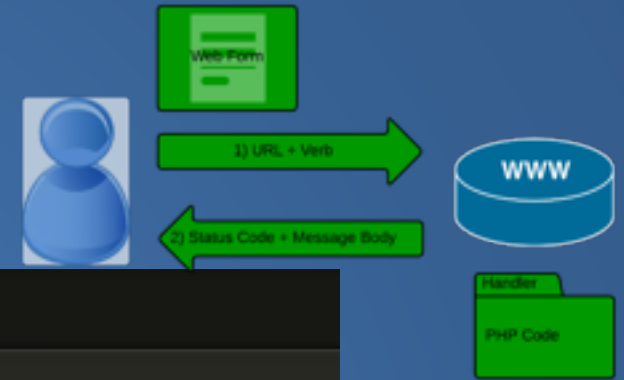 Web Form
1) URL + Verb
WWW
2) Status Code + Message Body
Handler
PHP Code